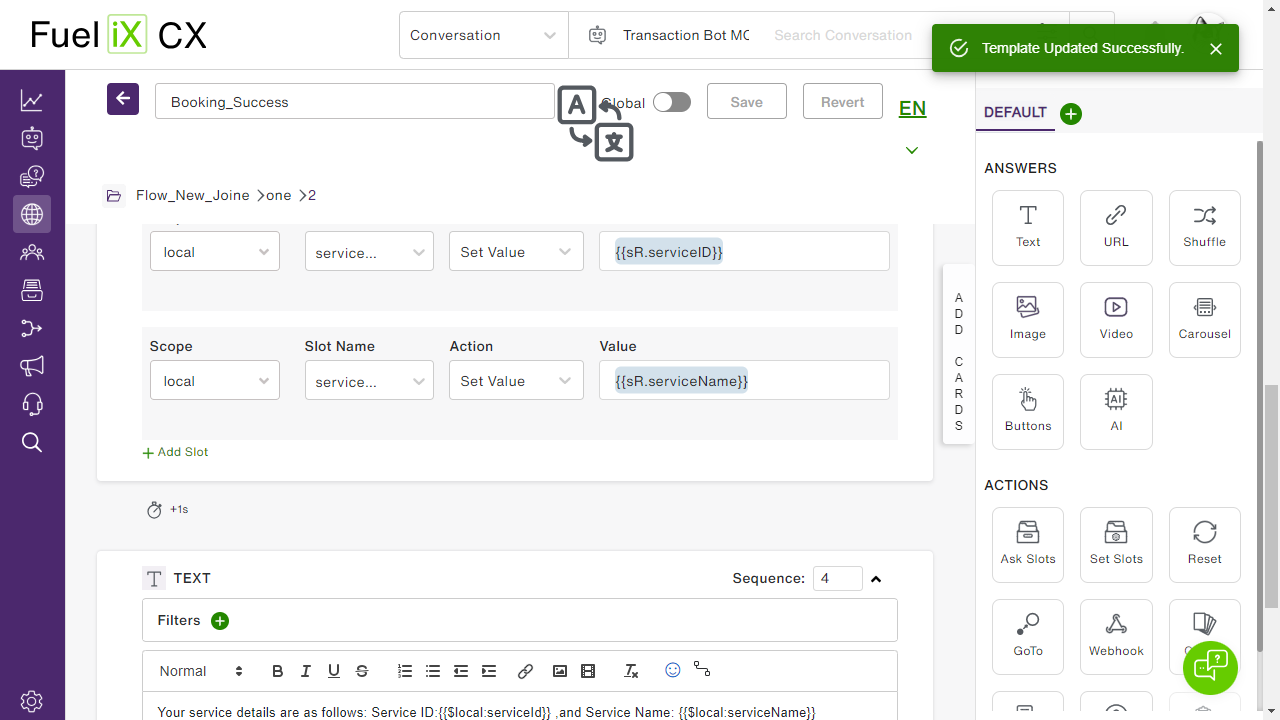 Fuel iX CX
Conversation
Transaction Bot MC
Search Conversation
Template Updated Successfully.
Booking_Success
A
文
Global
Save
Revert
EN
DEFAULT
Flow_New_Joine > one > 2
local
service...
Set Value
{{sR.serviceID}}
Scope
Slot Name
Action
Value
local
service...
Set Value
{{sR.serviceName}}
+ Add Slot
+1s
TEXT
Sequence: 4
Filters
Normal
B I U S
Your service details are as follows: Service ID:{{$local:serviceId}} ,and Service Name: {{$local:serviceName}}
ADD CARDS
ANSWERS
Text
URL
Shuffle
Image
Video
Carousel
Buttons
AI
AI
ACTIONS
Ask Slots
Set Slots
Reset
GoTo
Webhook